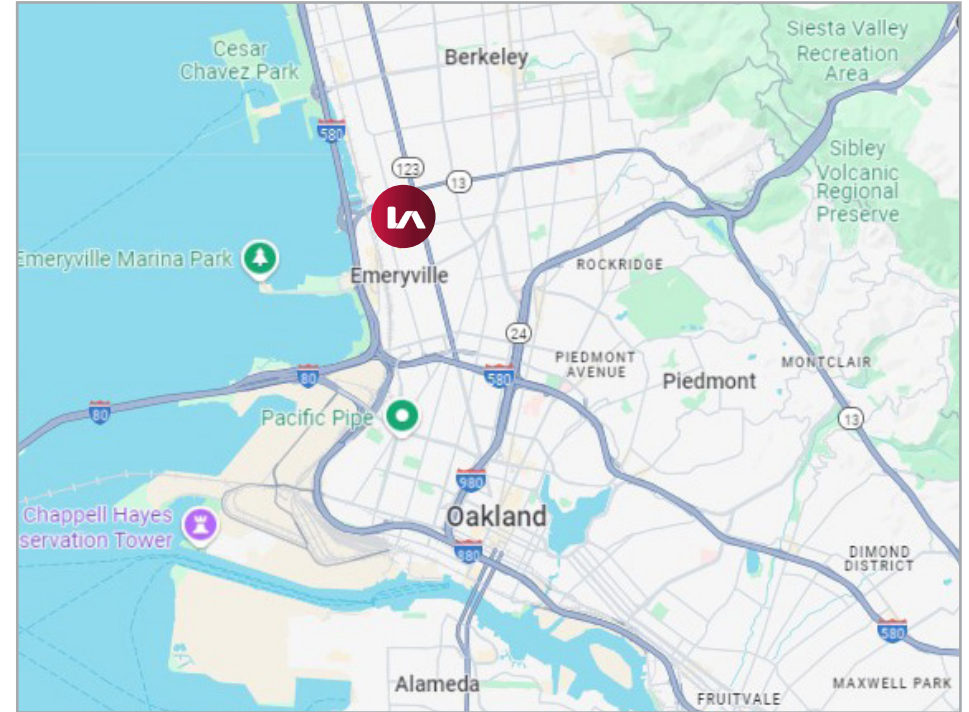 Cesar
Chavez Park
Berkeley
Siesta Valley
Recreation
Area
580
123
13
Sibley
Volcanic
Regional
Preserve
Emeryville Marina Park
Emeryville
ROCKRIDGE
24
PIEDMONT
AVENUE
MONTCLAIR
80
580
Piedmont
80
Pacific Pipe
13
980
Chappell Hayes
servation Tower
Oakland
880
DIMOND
DISTRICT
580
Alameda
FRUITVALE
MAXWELL PARK